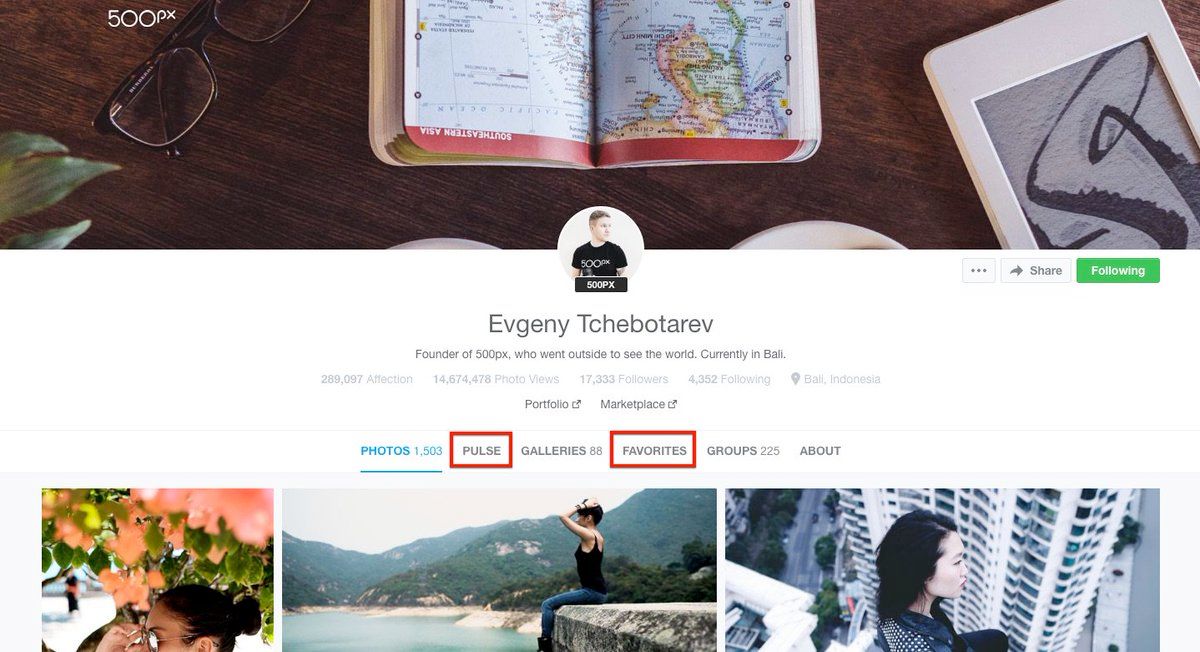 500px
SOUTHEASTERN ASIA
500px
500PX
Share
Following
Evgeny Tchebotarev
Founder of 500px, who went outside to see the world. Currently in Bali.
289,097 Affection 14,674,478 Photo Views 17,333 Followers 4,352 Following Bali, Indonesia
Portfolio Marketplace
PHOTOS 1,503 PULSE GALLERIES 88 FAVORITES GROUPS 225 ABOUT